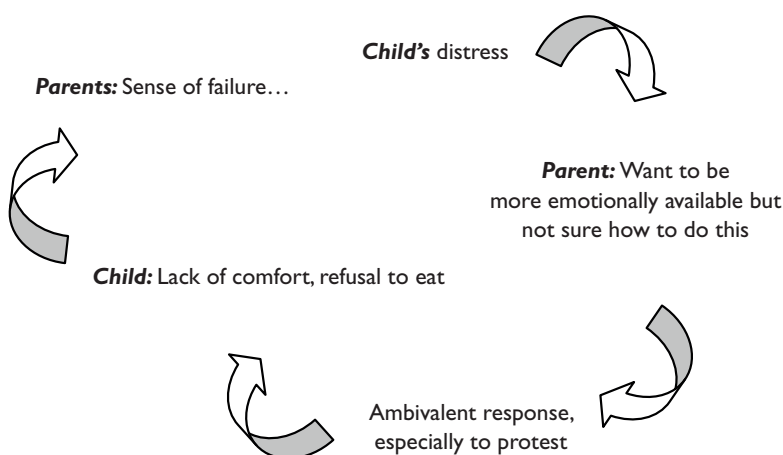 Child's distress
Parents: Sense of failure…
Parent: Want to be
more emotionally available but
not sure how to do this
Child: Lack of comfort, refusal to eat
Ambivalent response,
especially to protest